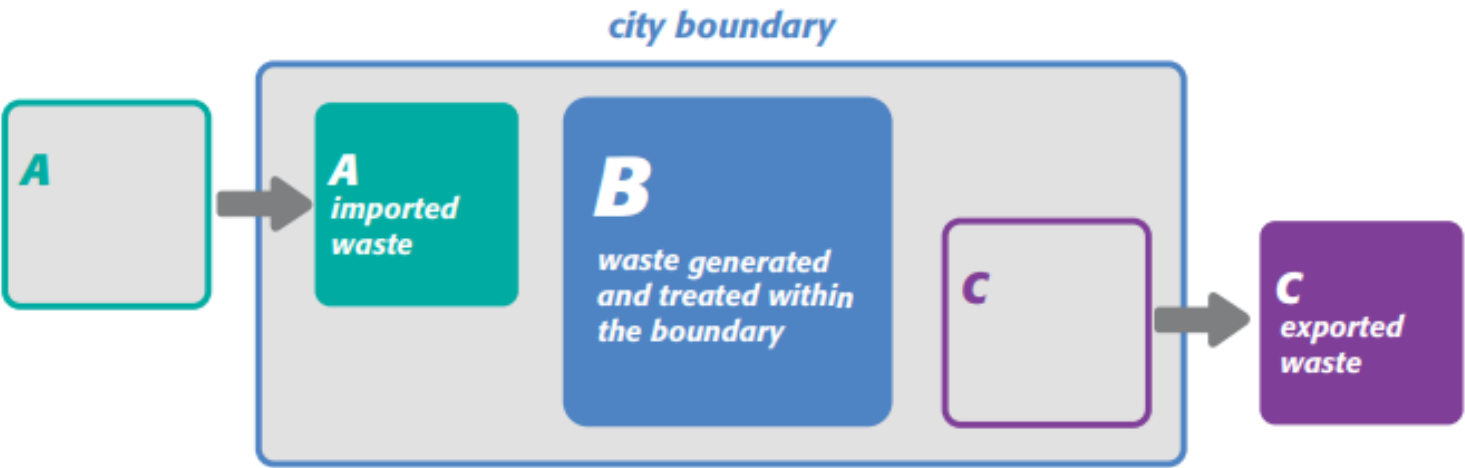 city boundary
A
A
imported
waste
B
waste generated
and treated within
the boundary
C
C
exported
waste